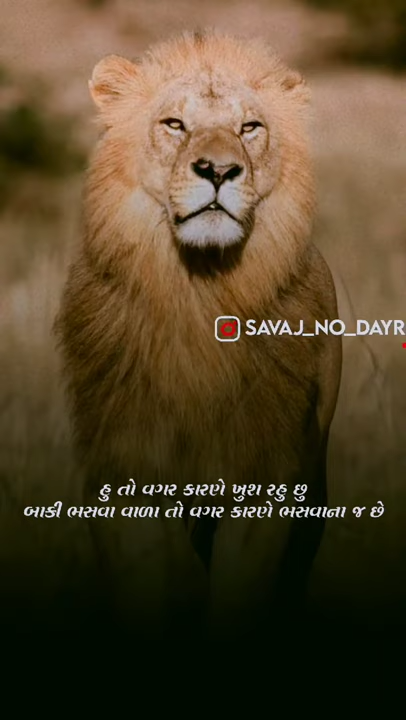 SAVAJ_NO_DAYR
હુ તો વગર કારણે ખુશ રહુ છુ
બાકી ભસવા વાળા તો વગર કારણે ભસવાના જ છે